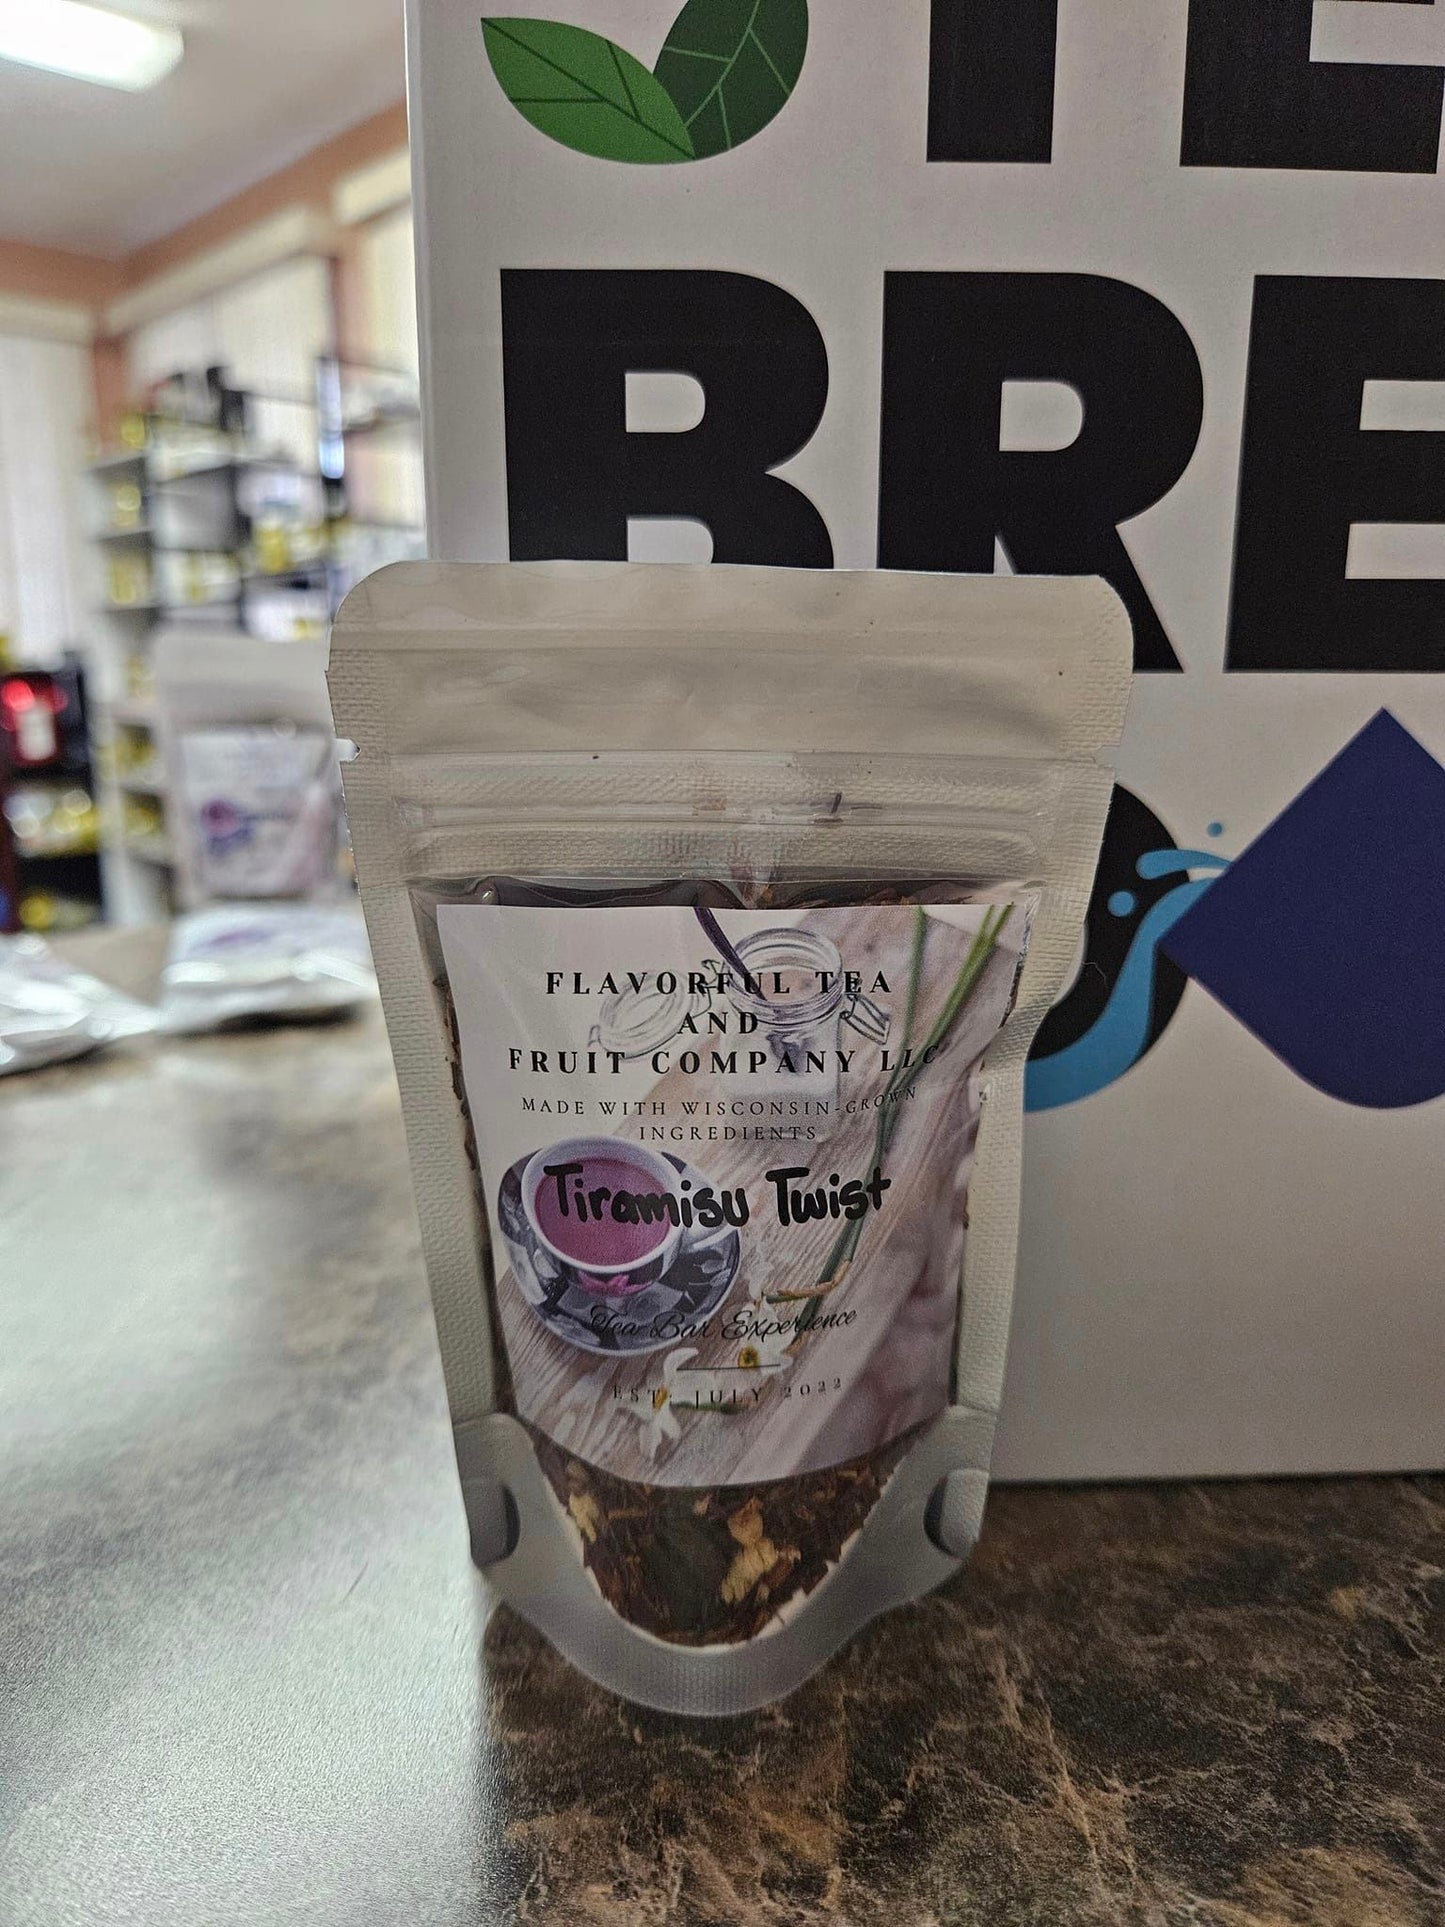 TE
BRE
FLAVORFUL TEA
AND
FRUIT COMPANY LLC
MADE WITH WISCONSIN-GROWN
INGREDIENTS
Tiramisu Twist
Tea Bar Experience
EST. JULY 2022